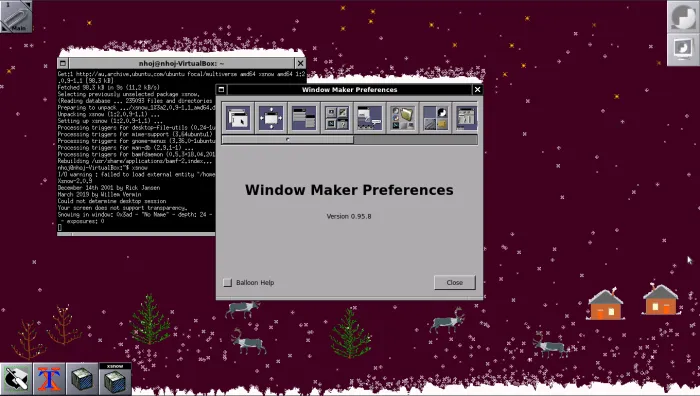 1
Main
nhoj@nhoj-VirtualBox: ~
Get:1 http://au.archive.ubuntu.com/ubuntu focal/multiverse amd64 xsnow amd64 1:2
.0.9-1.1 [98.3 kB]
Fetched 98.3 kB in 9s (11.2 kB/s)
Selecting previously unselected package xsnow.
(Reading database ... 235093 files and directories
Preparing to unpack .../xsnow_1%3a2.0.9-1.1_amd64.d
Unpacking xsnow (1:2.0.9-1.1) ...
Setting up xsnow (1:2.0.9-1.1) ...
Processing triggers for desktop-file-utils (0.24-1u
Processing triggers for mime-support (3.64ubuntu1)
Processing triggers for gnome-menus (3.36.0-1ubuntu
Processing triggers for man-db (2.9.1-1) ...
Processing triggers for bamfdaemon (0.5.3+18.04.201
Rebuilding /usr/share/applications/bamf-2.index...
nhoj@nhoj-VirtualBox:~$ xsnow
I/O warning : failed to load external entity "/home
Xsnow-2.0.9
December 14th 2001 by Rick Jansen
March 2019 by Willem Vermin
Could not determine desktop session
Your screen does not support transparency.
Snowing in window: 0x3ad - "No Name" - depth: 24 -
- exposures: 0
Window Maker Preferences
Window Maker Preferences
Version 0.95.8
Balloon Help
Close
xsnow